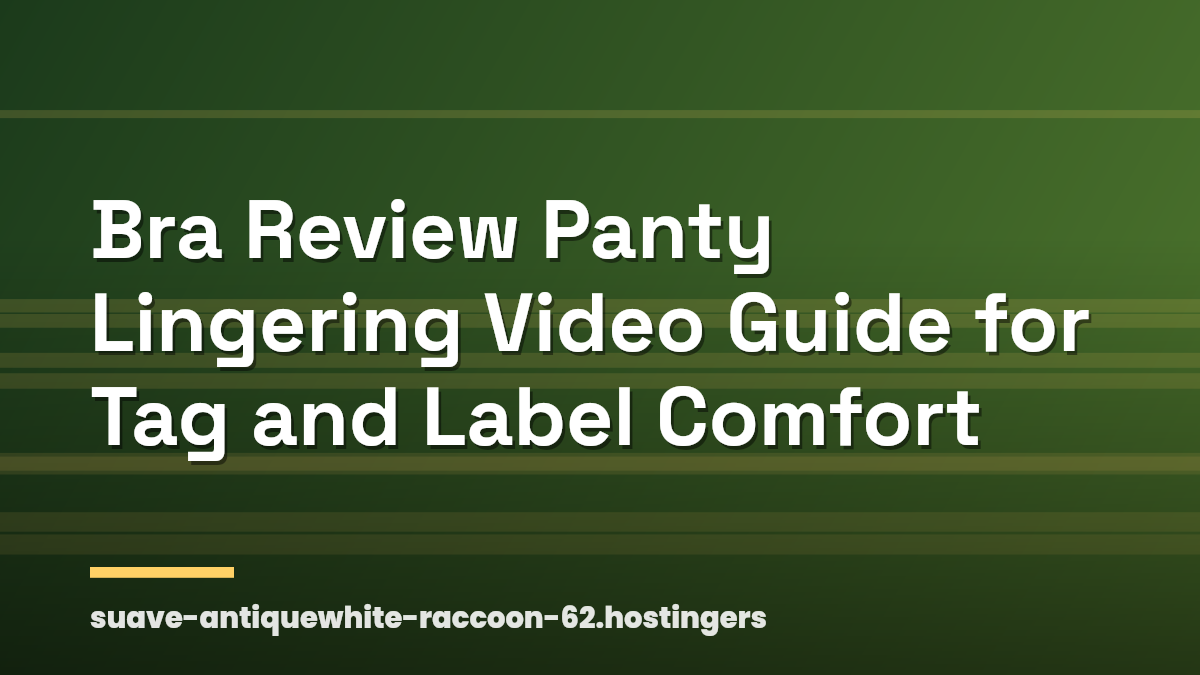 Bra Review Panty
Lingering Video Guide for
Tag and Label Comfort
suave-antiquewhite-raccoon-62.hostingers